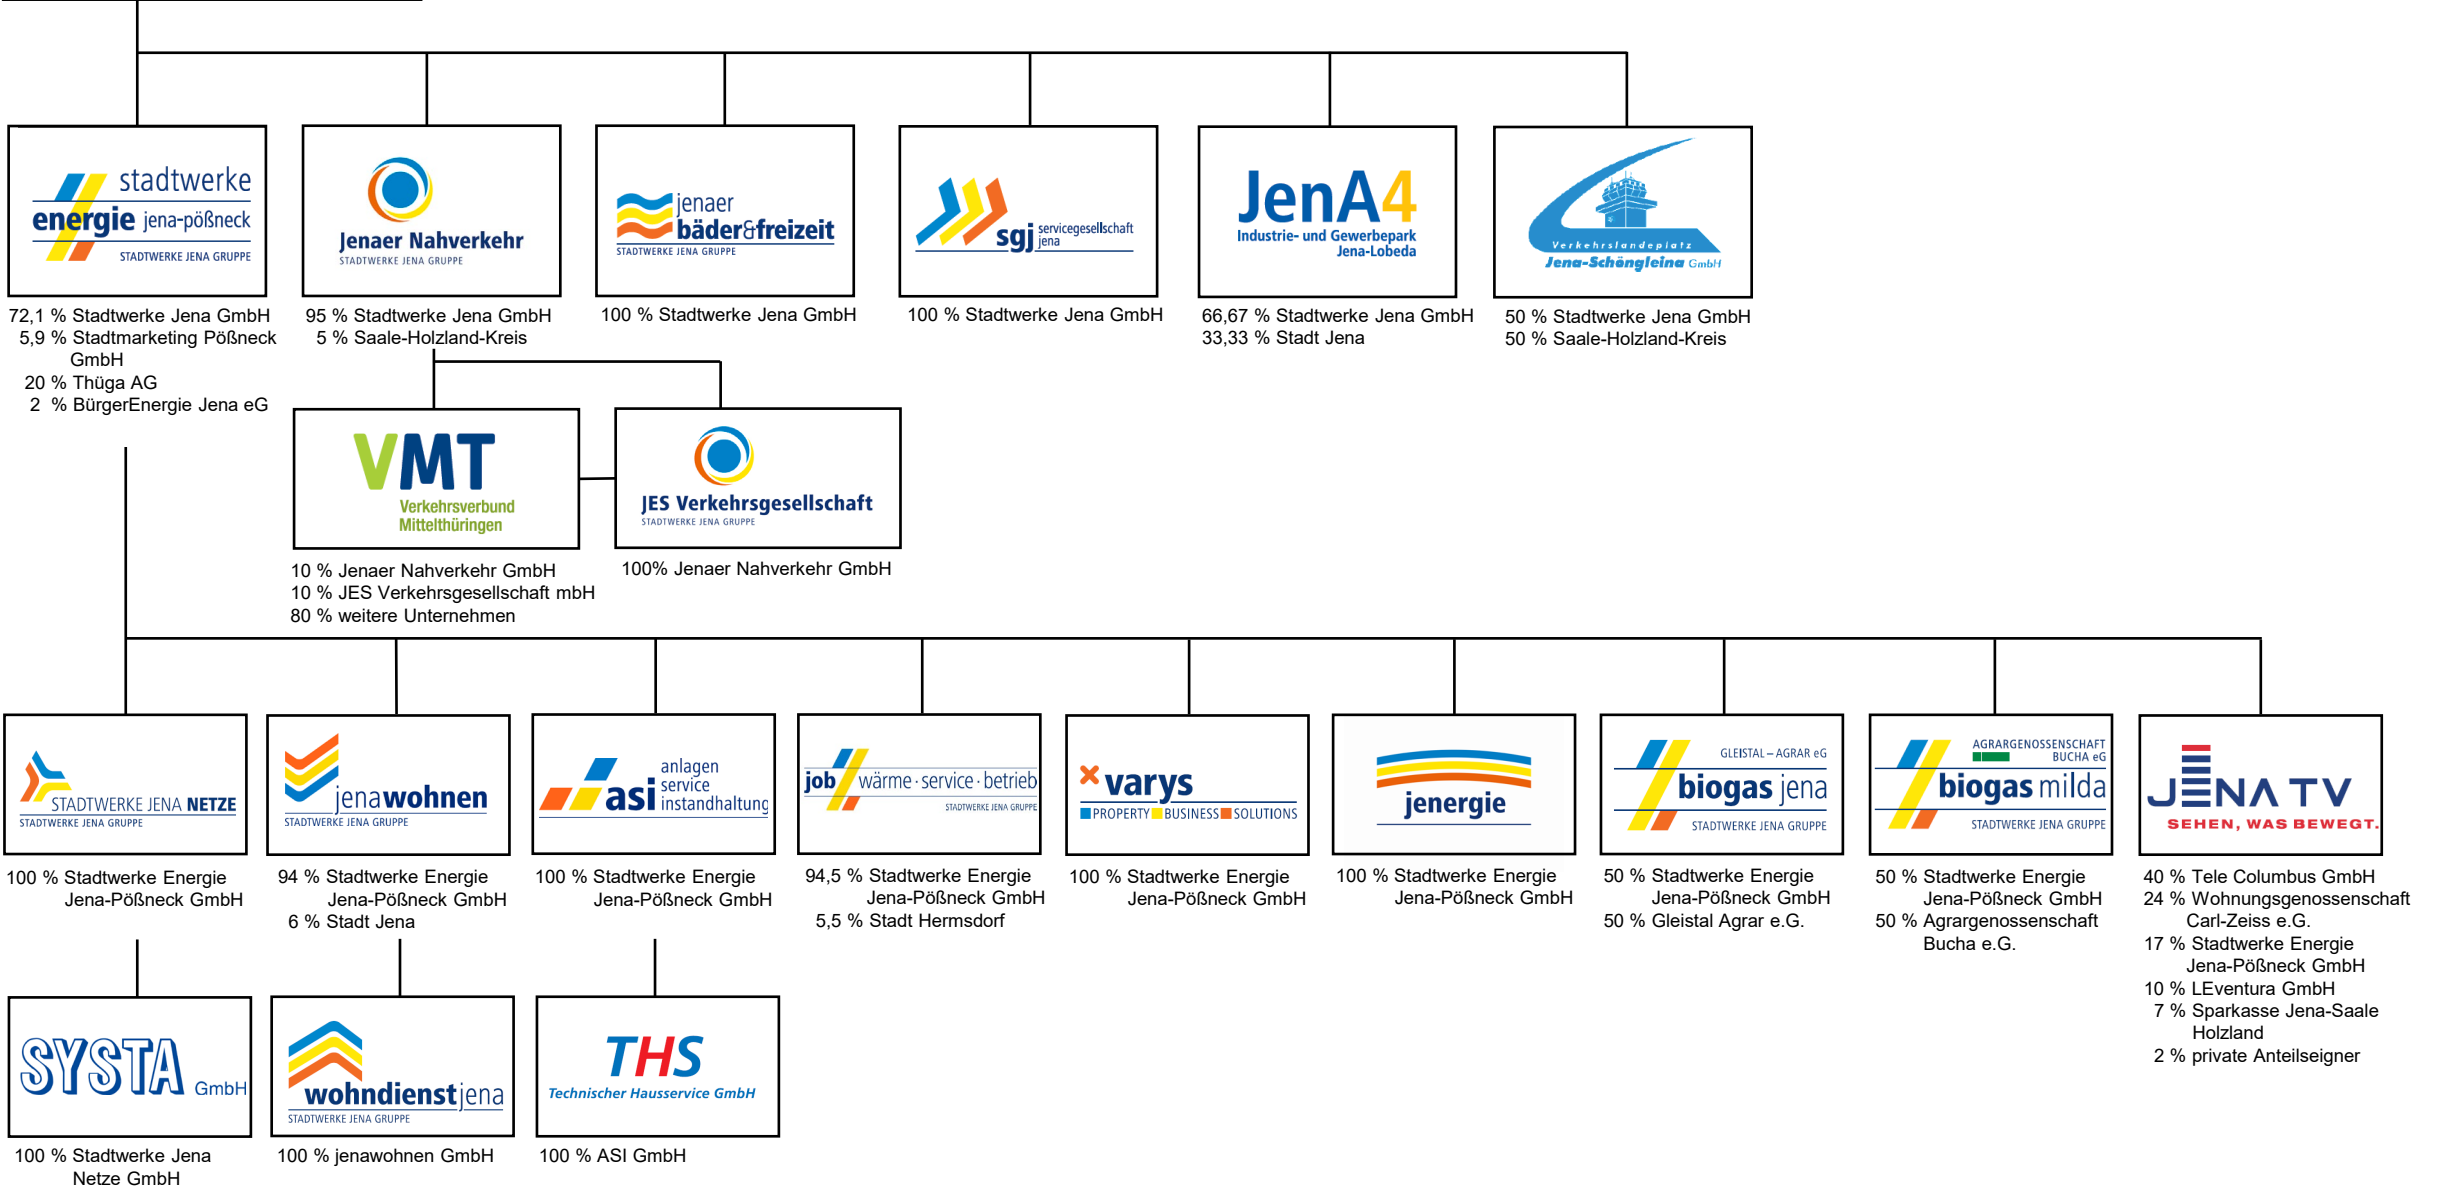 stadtwerke
energie jena-pößneck
STADTWERKE JENA GRUPPE
72,1 % Stadtwerke Jena GmbH
5,9 % Stadtmarketing Pößneck
GmbH
20 % Thüga AG
2 % BürgerEnergie Jena eG
Jenaer Nahverkehr
STADTWERKE JENA GRUPPE
95 % Stadtwerke Jena GmbH
5 % Saale-Holzland-Kreis
jenaer
bäder&freizeit
STADTWERKE JENA GRUPPE
100 % Stadtwerke Jena GmbH
sgj servicegesellschaft
jena
100 % Stadtwerke Jena GmbH
JenA4
Industrie- und Gewerbepark
Jena-Lobeda
66,67 % Stadtwerke Jena GmbH
33,33 % Stadt Jena
Verkehrslandeplatz
Jena-Schöngleina GmbH
50 % Stadtwerke Jena GmbH
50 % Saale-Holzland-Kreis
VMT
Verkehrsverbund
Mittelthüringen
10 % Jenaer Nahverkehr GmbH
10 % JES Verkehrsgesellschaft mbH
80 % weitere Unternehmen
JES Verkehrsgesellschaft
STADTWERKE JENA GRUPPE
100% Jenaer Nahverkehr GmbH
STADTWERKE JENA NETZE
STADTWERKE JENA GRUPPE
100 % Stadtwerke Energie
Jena-Pößneck GmbH
jenawohnen
STADTWERKE JENA GRUPPE
94 % Stadtwerke Energie
Jena-Pößneck GmbH
6 % Stadt Jena
asi anlagen
service
instandhaltung
100 % Stadtwerke Energie
Jena-Pößneck GmbH
job wärme · service · betrieb
STADTWERKE JENA GRUPPE
94,5 % Stadtwerke Energie
Jena-Pößneck GmbH
5,5 % Stadt Hermsdorf
varys
PROPERTY BUSINESS SOLUTIONS
100 % Stadtwerke Energie
Jena-Pößneck GmbH
jenergie
100 % Stadtwerke Energie
Jena-Pößneck GmbH
GLEISTAL – AGRAR eG
biogas jena
STADTWERKE JENA GRUPPE
50 % Stadtwerke Energie
Jena-Pößneck GmbH
50 % Gleistal Agrar e.G.
AGRARGENOSSENSCHAFT
BUCHA eG
biogas milda
STADTWERKE JENA GRUPPE
50 % Stadtwerke Energie
Jena-Pößneck GmbH
50 % Agrargenossenschaft
Bucha e.G.
JENA TV
SEHEN, WAS BEWEGT.
40 % Tele Columbus GmbH
24 % Wohnungsgenossenschaft
Carl-Zeiss e.G.
17 % Stadtwerke Energie
Jena-Pößneck GmbH
10 % LEventura GmbH
7 % Sparkasse Jena-Saale
Holzland
2 % private Anteilseigner
SYSTA GmbH
100 % Stadtwerke Jena
Netze GmbH
wohndienstjena
STADTWERKE JENA GRUPPE
100 % jenawohnen GmbH
THS
Technischer Hausservice GmbH
100 % ASI GmbH